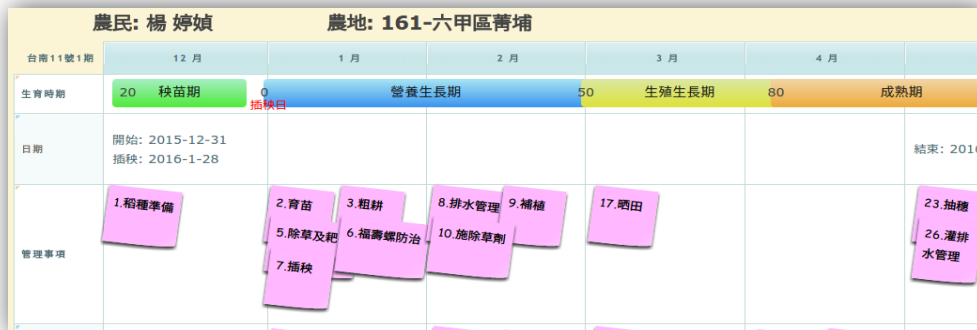 農民: 楊 婷媜 農地: 161-六甲區菁埔
台南11號1期 12 月 1 月 2 月 3 月 4 月
生育時期 20 秧苗期 0 營養生長期 50 生殖生長期 80 成熟期
插秧日
日期
開始: 2015-12-31
插秧: 2016-1-28
結束: 2016
管理事項
1.稻種準備 2.育苗 3.粗耕 8.排水管理 9.補植 17.晒田 23.抽穗
5.除草及耙 6.福壽螺防治 10.施除草劑 26.灌排
水管理
7.插秧